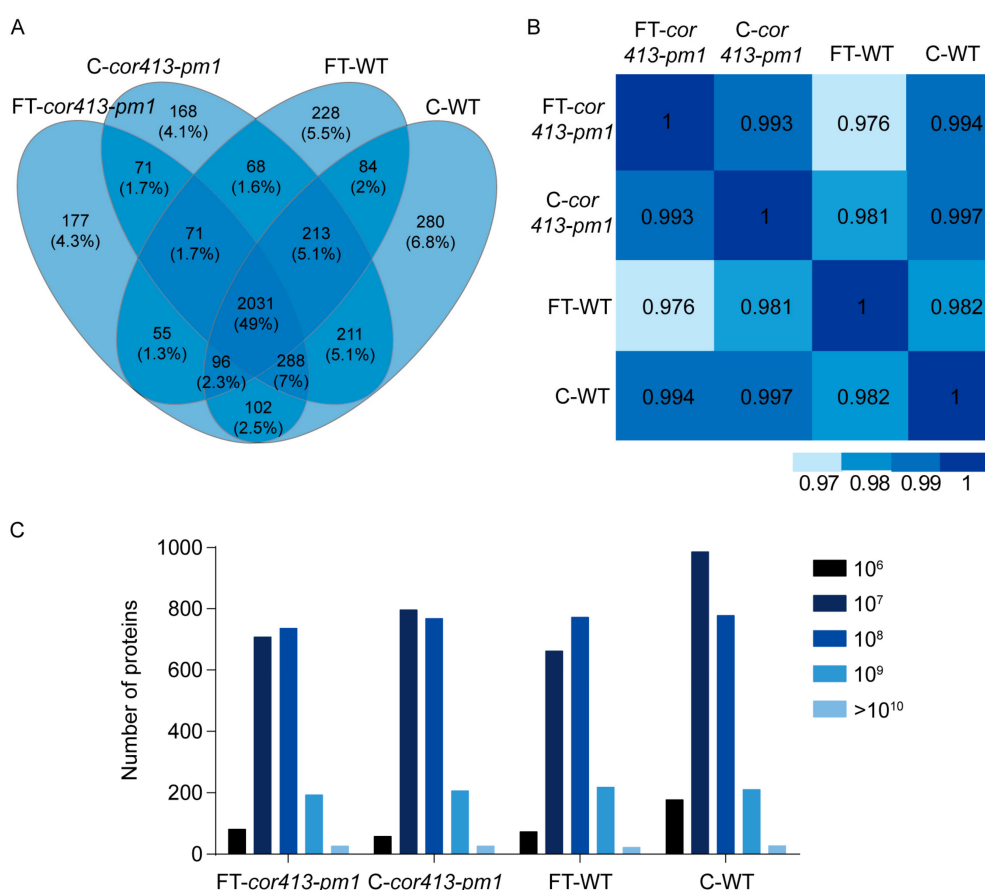 A
C-cor413-pm1
FT-WT
FT-cor413-pm1
C-WT
168
(4.1%)
228
(5.5%)
71
(1.7%)
68
(1.6%)
84
(2%)
177
(4.3%)
71
(1.7%)
213
(5.1%)
280
(6.8%)
2031
(49%)
55
(1.3%)
96
(2.3%)
288
(7%)
211
(5.1%)
102
(2.5%)
B
FT-cor
413-pm1
C-cor
413-pm1
FT-WT
C-WT
FT-cor
413-pm1
1
0.993
0.976
0.994
C-cor
413-pm1
0.993
1
0.981
0.997
FT-WT
0.976
0.981
1
0.982
C-WT
0.994
0.997
0.982
1
0.97 0.98 0.99 1
C
Number of proteins
1000
800
600
400
200
0
FT-cor413-pm1
C-cor413-pm1
FT-WT
C-WT
10⁶
10⁷
10⁸
10⁹
>10¹⁰